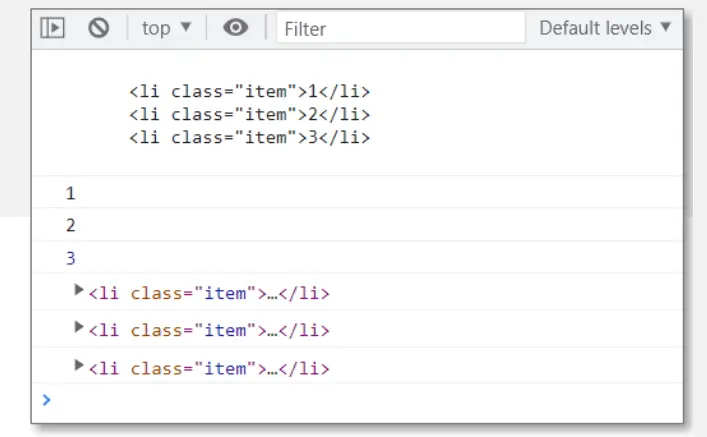 top ▼ Filter Default levels ▼
<li class="item">1</li>
<li class="item">2</li>
<li class="item">3</li>
1
2
3
▶<li class="item">…</li>
▶<li class="item">…</li>
▶<li class="item">…</li>
>